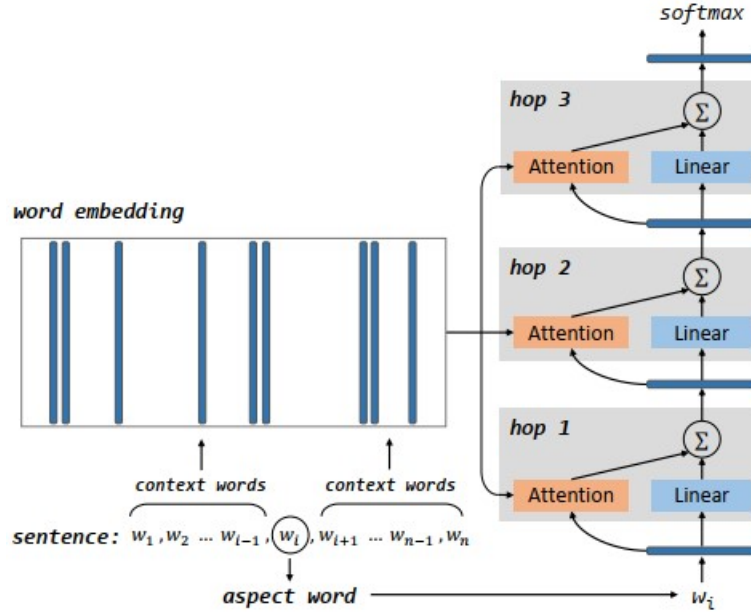 softmax
hop 3
Σ
Attention
Linear
word embedding
hop 2
Σ
Attention
Linear
hop 1
Σ
context words
context words
Attention
Linear
sentence: w₁, w₂ … wᵢ₋₁, wᵢ, wᵢ₊₁ … wₙ₋₁, wₙ
aspect word
wᵢ